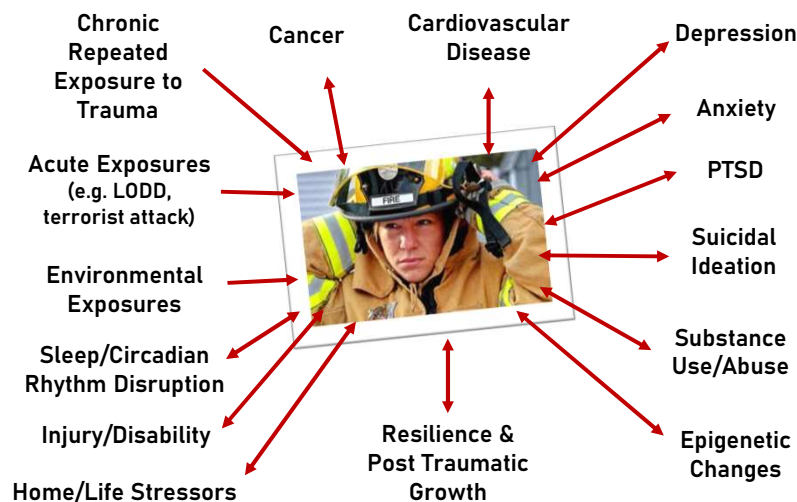 Chronic
Repeated
Exposure to
Trauma
Cancer
Cardiovascular
Disease
Depression
Anxiety
PTSD
Suicidal
Ideation
Substance
Use/Abuse
Epigenetic
Changes
Resilience &
Post Traumatic
Growth
Home/Life Stressors
Injury/Disability
Sleep/Circadian
Rhythm Disruption
Environmental
Exposures
Acute Exposures
(e.g. LODD,
terrorist attack)
FIRE